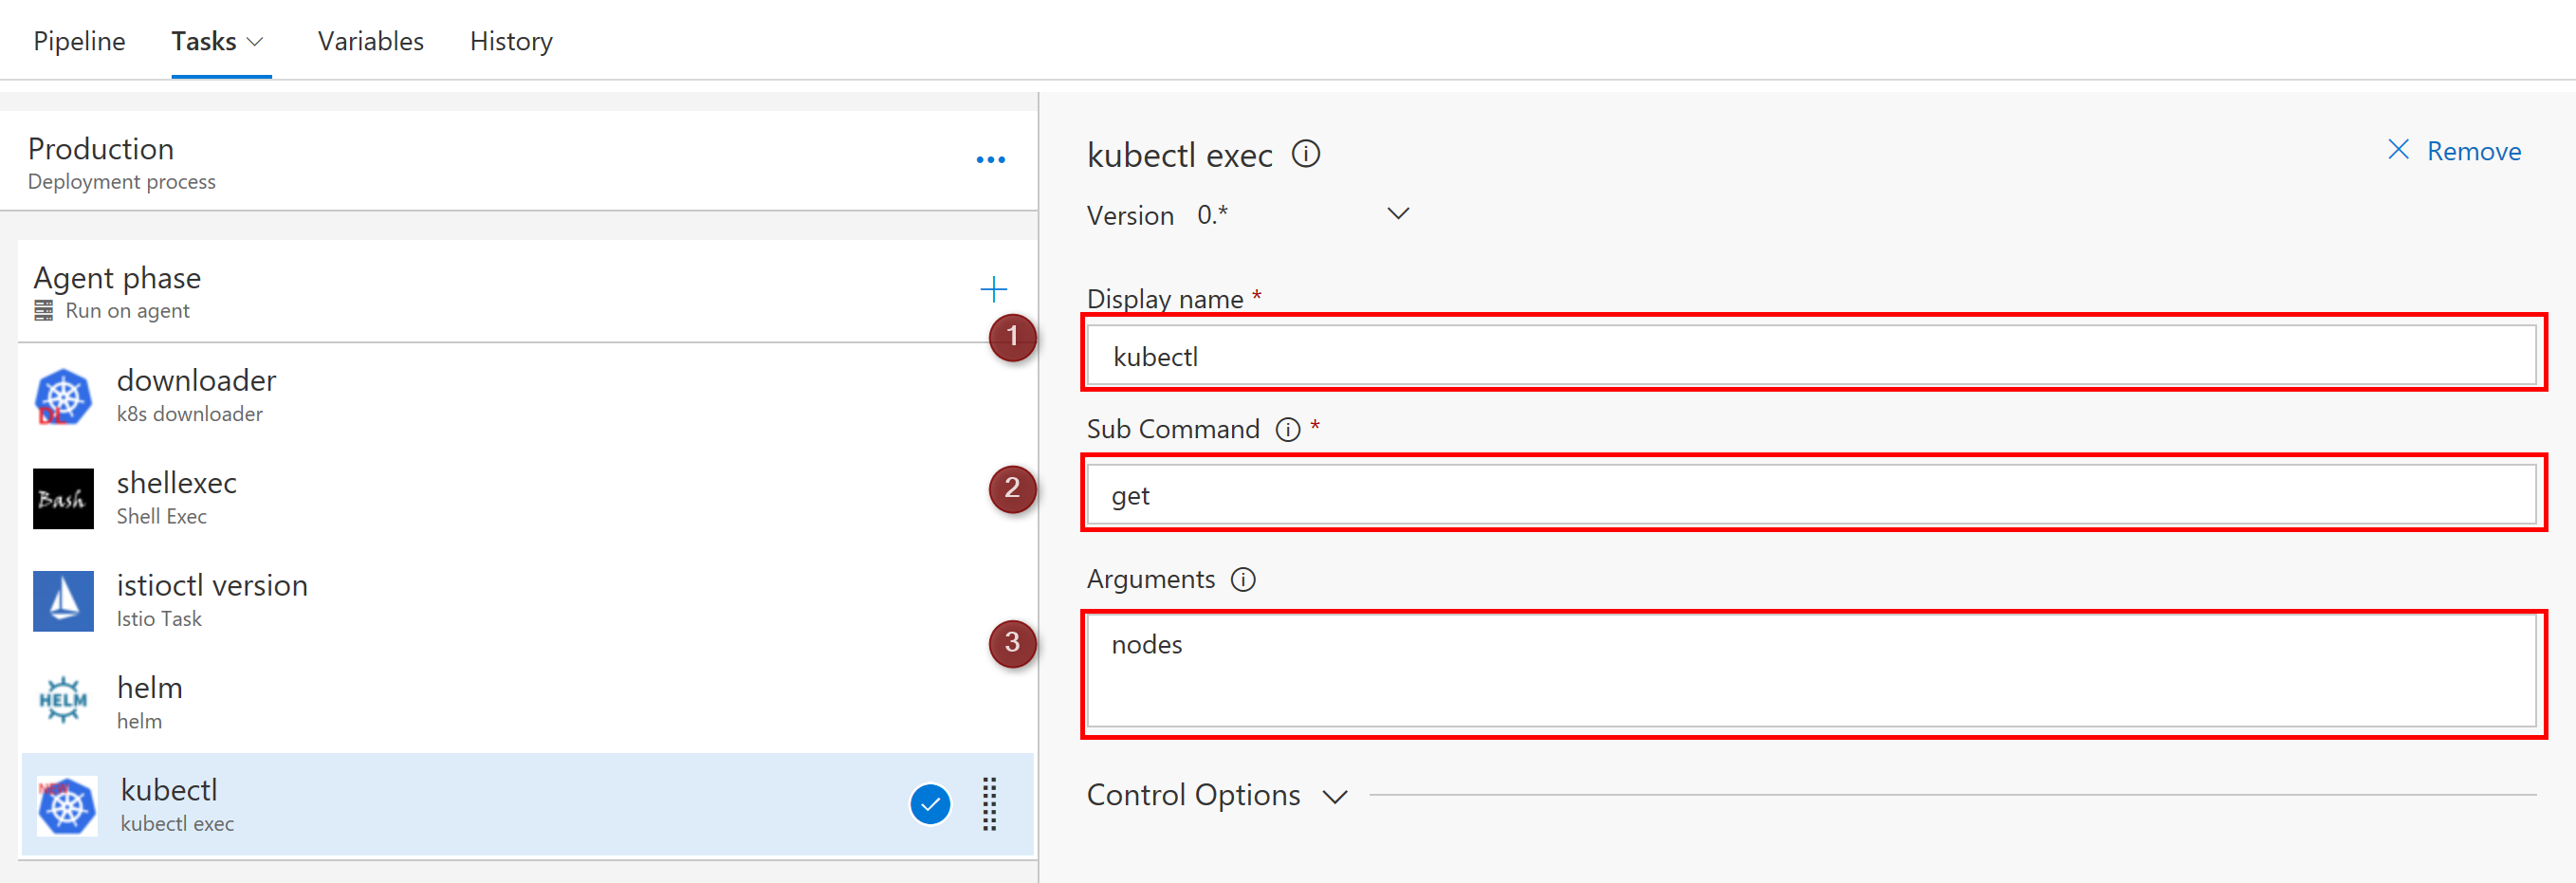 Pipeline Tasks Variables History
Production
Deployment process
Agent phase
Run on agent
downloader
k8s downloader
DL
Bash
shellexec
Shell Exec
istioctl version
Istio Task
HELM
helm
helm
NEW
kubectl
kubectl exec
kubectl exec
Remove
Version 0.*
Display name *
1
kubectl
Sub Command *
2
get
Arguments
3
nodes
Control Options